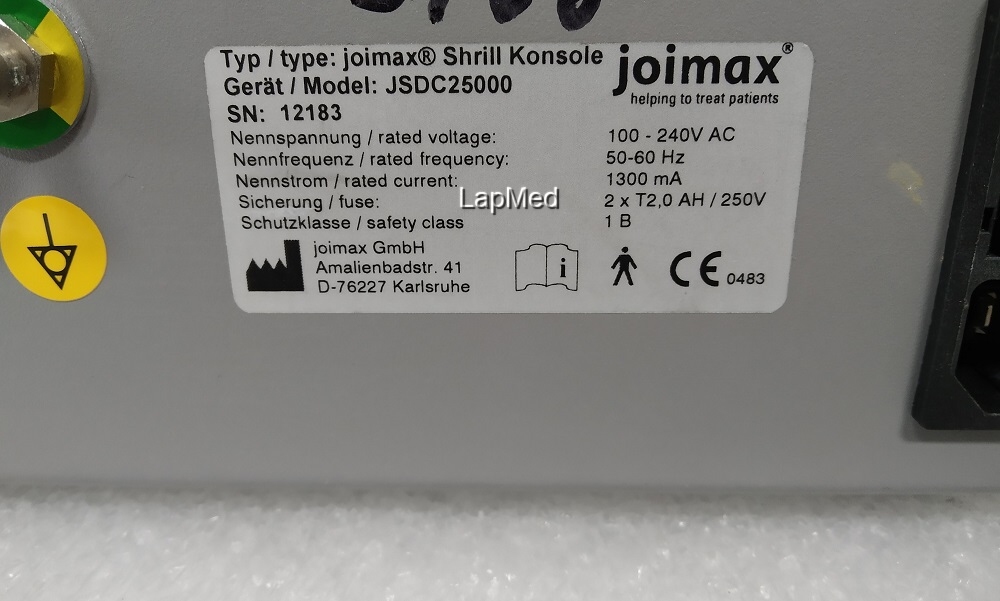 Typ / type: joimax® Shrill Konsole
joimax®
helping to treat patients
Gerät / Model: JSDC25000
SN: 12183
Nennspannung / rated voltage: 100 - 240V AC
Nennfrequenz / rated frequency: 50-60 Hz
Nennstrom / rated current: 1300 mA
Sicherung / fuse: 2 x T2,0 AH / 250V
LapMed
Schutzklasse / safety class 1 B
joimax GmbH
Amalienbadstr. 41
D-76227 Karlsruhe
i
CE 0483